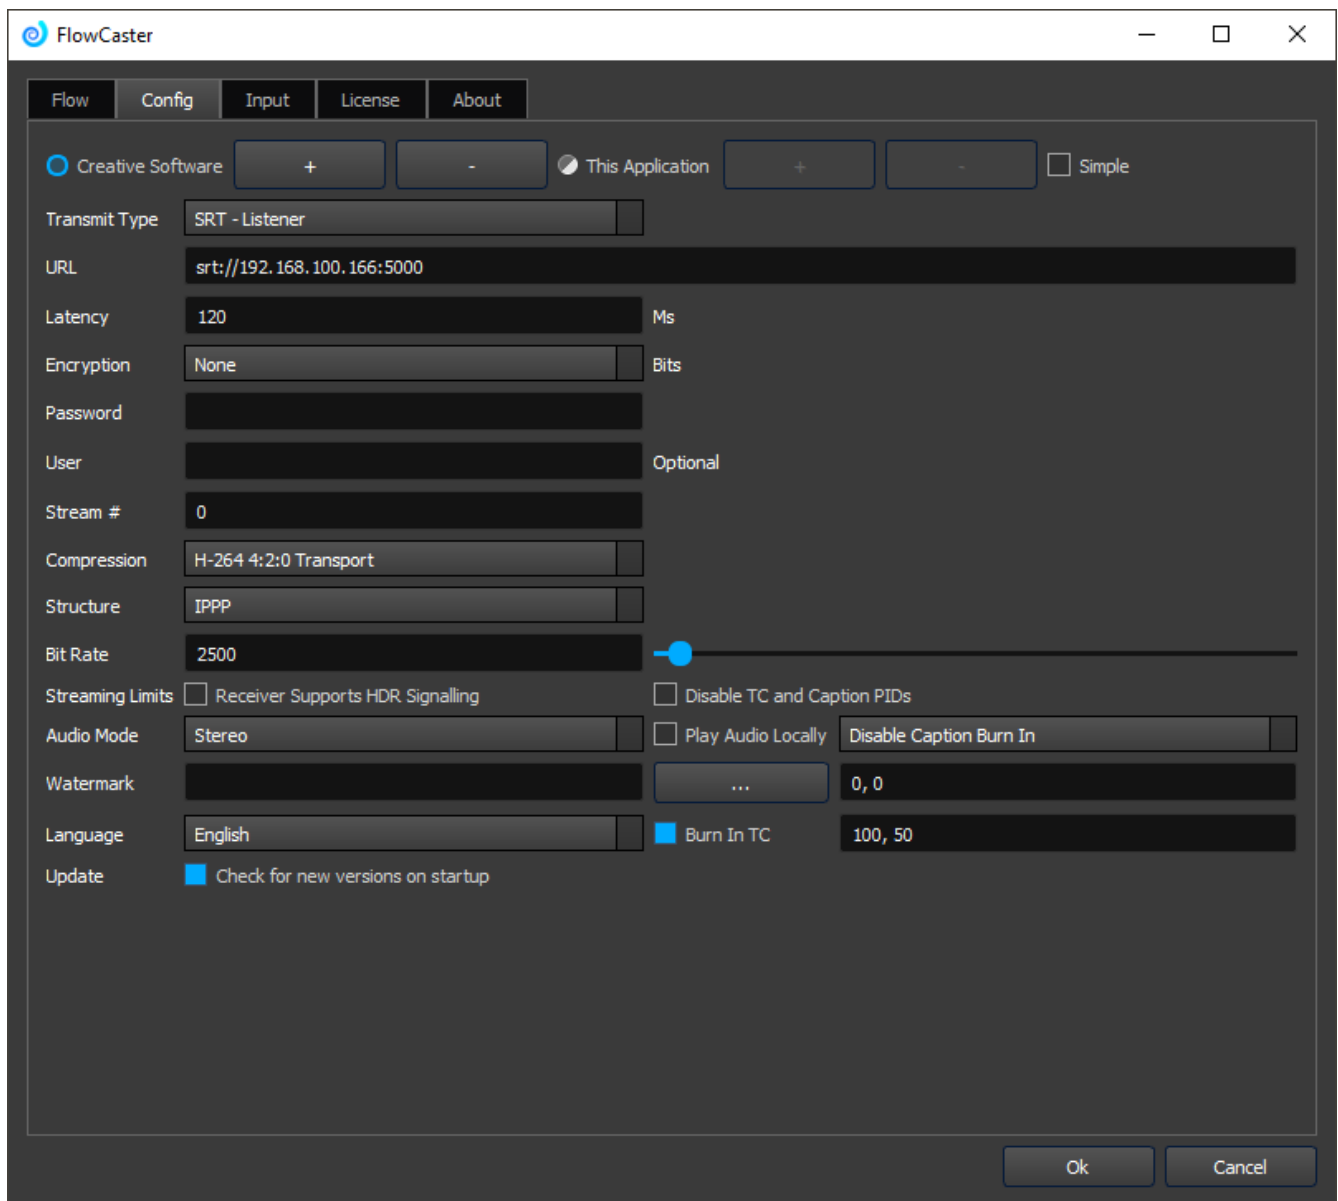 FlowCaster
Flow Config Input License About
Creative Software + - This Application + - Simple
Transmit Type SRT - Listener
URL srt://192.168.100.166:5000
Latency 120 Ms
Encryption None Bits
Password
User Optional
Stream # 0
Compression H-264 4:2:0 Transport
Structure IPPP
Bit Rate 2500
Streaming Limits Receiver Supports HDR Signalling Disable TC and Caption PIDs
Audio Mode Stereo Play Audio Locally Disable Caption Burn In
Watermark ... 0, 0
Language English Burn In TC 100, 50
Update Check for new versions on startup
Ok Cancel